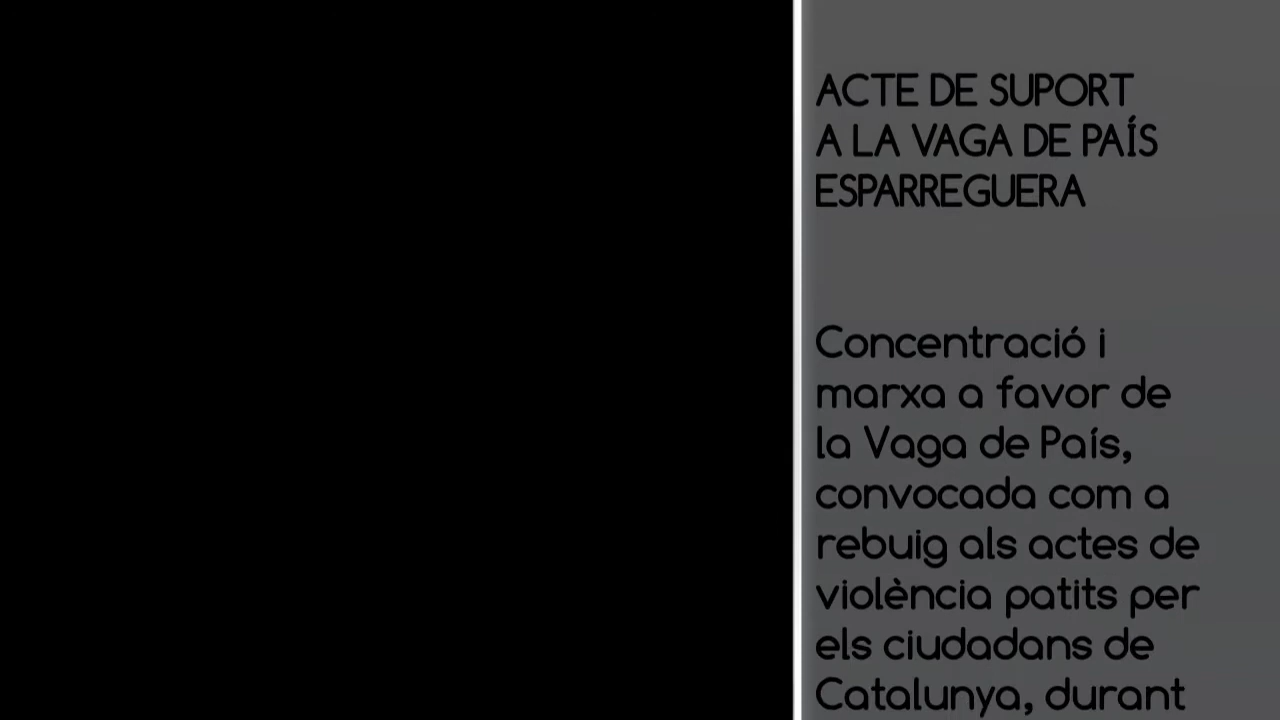 ACTE DE SUPORT
A LA VAGA DE PAÍS
ESPARREGUERA
Concentració i
marxa a favor de
la Vaga de País,
convocada com a
rebuig als actes de
violència patits per
els ciudadans de
Catalunya, durant